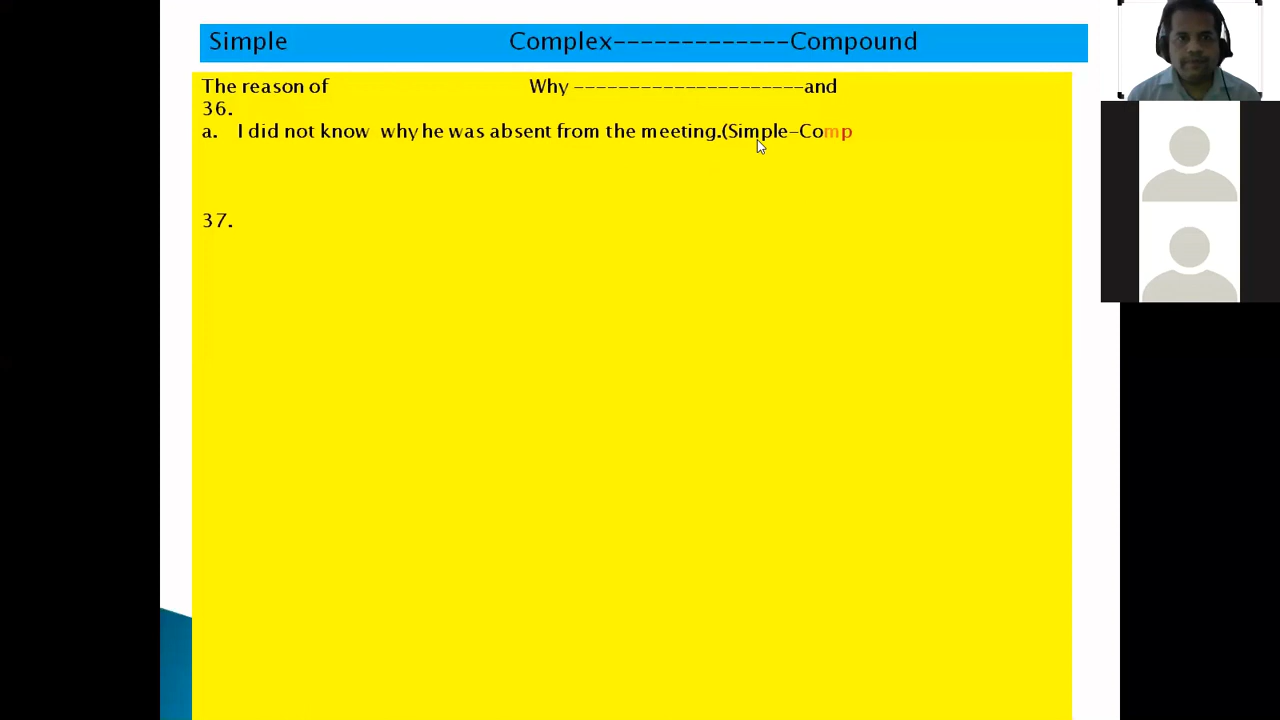 Simple Complex-------------Compound
The reason of Why ---------------------and
36.
a. I did not know why he was absent from the meeting.(Simple-Comp
37.